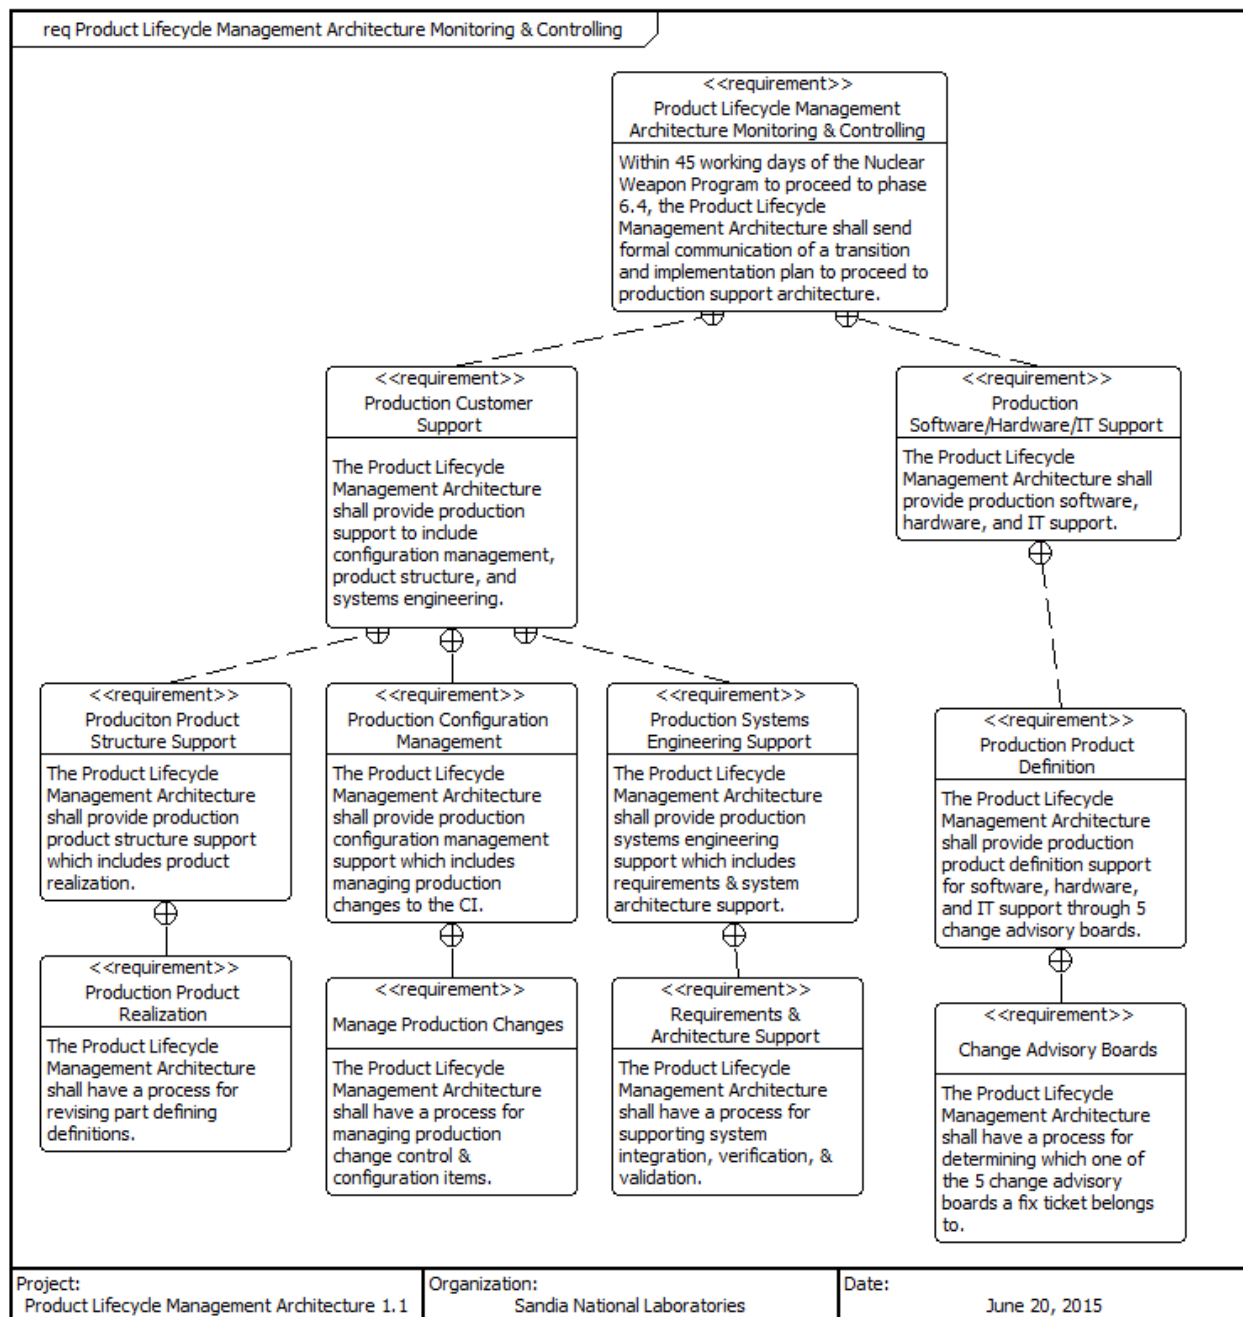 req Product Lifecycle Management Architecture Monitoring & Controlling
<<requirement>>
Product Lifecycle Management
Architecture Monitoring & Controlling
Within 45 working days of the Nuclear
Weapon Program to proceed to phase
6.4, the Product Lifecycle
Management Architecture shall send
formal communication of a transition
and implementation plan to proceed to
production support architecture.
<<requirement>>
Production Customer
Support
The Product Lifecycle
Management Architecture
shall provide production
support to include
configuration management,
product structure, and
systems engineering.
<<requirement>>
Production
Software/Hardware/IT Support
The Product Lifecycle
Management Architecture shall
provide production software,
hardware, and IT support.
<<requirement>>
Produciton Product
Structure Support
The Product Lifecycle
Management Architecture
shall provide production
product structure support
which includes product
realization.
<<requirement>>
Production Configuration
Management
The Product Lifecycle
Management Architecture
shall provide production
configuration management
support which includes
managing production
changes to the CI.
<<requirement>>
Production Systems
Engineering Support
The Product Lifecycle
Management Architecture
shall provide production
systems engineering
support which includes
requirements & system
architecture support.
<<requirement>>
Production Product
Definition
The Product Lifecycle
Management Architecture
shall provide production
product definition support
for software, hardware,
and IT support through 5
change advisory boards.
<<requirement>>
Production Product
Realization
The Product Lifecycle
Management Architecture
shall have a process for
revising part defining
definitions.
<<requirement>>
Manage Production Changes
The Product Lifecycle
Management Architecture
shall have a process for
managing production
change control &
configuration items.
<<requirement>>
Requirements &
Architecture Support
The Product Lifecycle
Management Architecture
shall have a process for
supporting system
integration, verification, &
validation.
<<requirement>>
Change Advisory Boards
The Product Lifecycle
Management Architecture
shall have a process for
determining which one of
the 5 change advisory
boards a fix ticket belongs
to.
Project:
Product Lifecycle Management Architecture 1.1
Organization:
Sandia National Laboratories
Date:
June 20, 2015